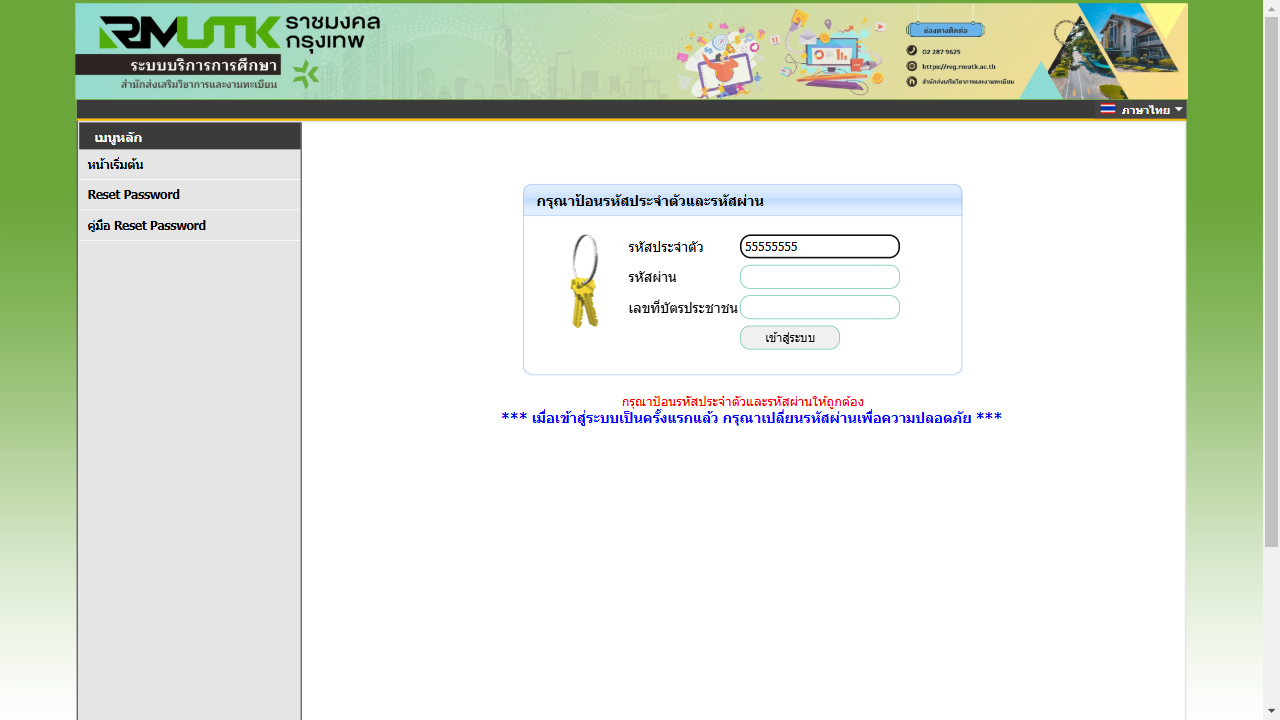 RMUTK ราชมงคล
กรุงเทพ
ระบบบริการการศึกษา
สำนักส่งเสริมวิชาการและงานทะเบียน
ช่องทางติดต่อ
02 287 9625
https://reg.rmutk.ac.th
สำนักส่งเสริมวิชาการและงานทะเบียน
ภาษาไทย
เมนูหลัก
หน้าเริ่มต้น
Reset Password
คู่มือ Reset Password
กรุณาป้อนรหัสประจำตัวและรหัสผ่าน
รหัสประจำตัว 55555555
รหัสผ่าน
เลขที่บัตรประชาชน
เข้าสู่ระบบ
กรุณาป้อนรหัสประจำตัวและรหัสผ่านให้ถูกต้อง
*** เมื่อเข้าสู่ระบบเป็นครั้งแรกแล้ว กรุณาเปลี่ยนรหัสผ่านเพื่อความปลอดภัย ***